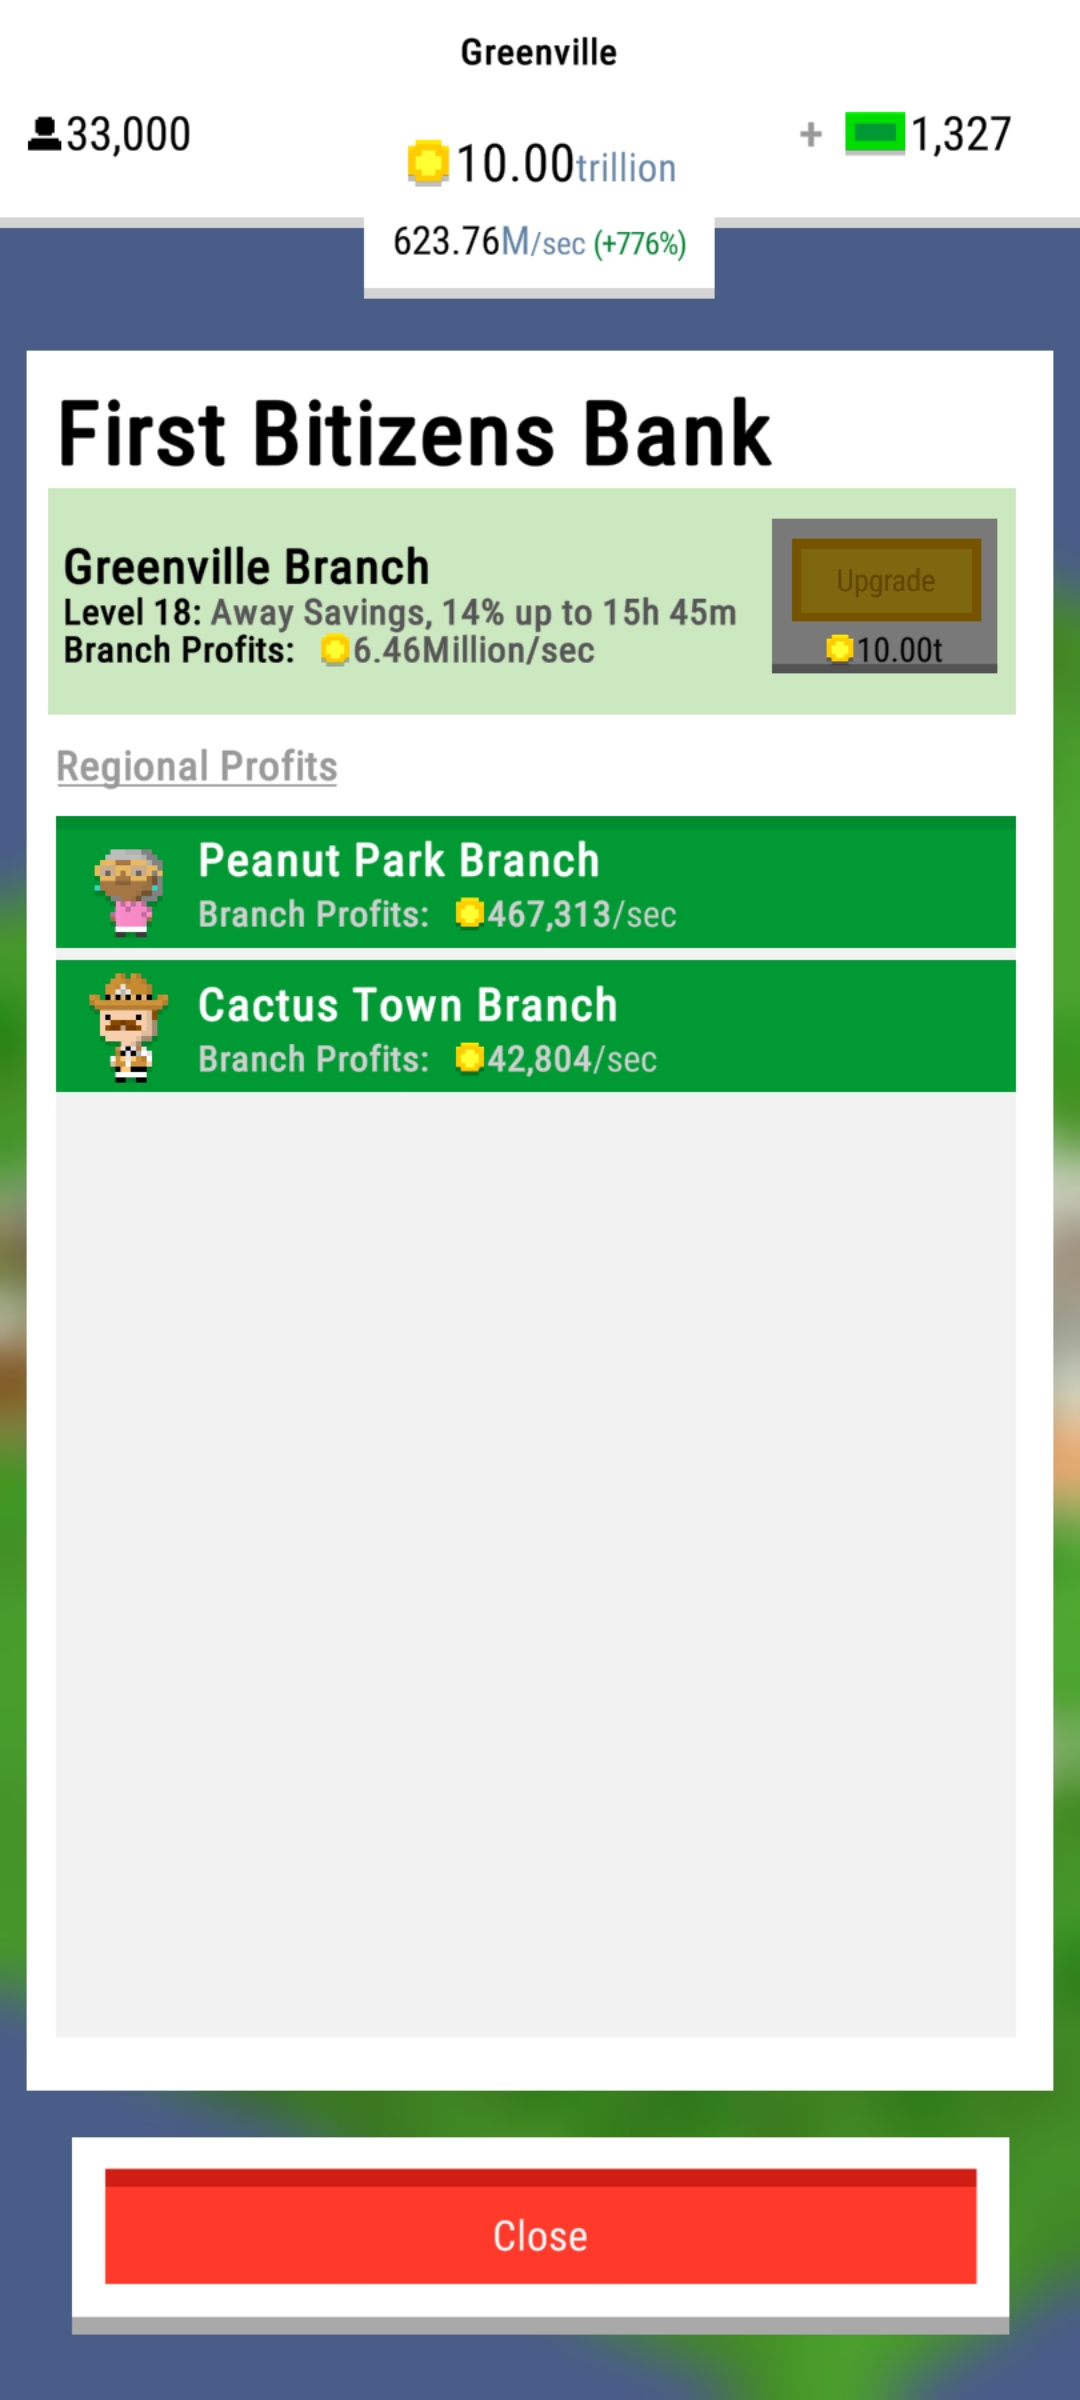 Greenville
33,000
10.00trillion
+ 1,327
623.76M/sec (+776%)
First Bitizens Bank
Greenville Branch
Level 18: Away Savings, 14% up to 15h 45m
Branch Profits: 6.46Million/sec
Upgrade
10.00t
Regional Profits
Peanut Park Branch
Branch Profits: 467,313/sec
Cactus Town Branch
Branch Profits: 42,804/sec
Close